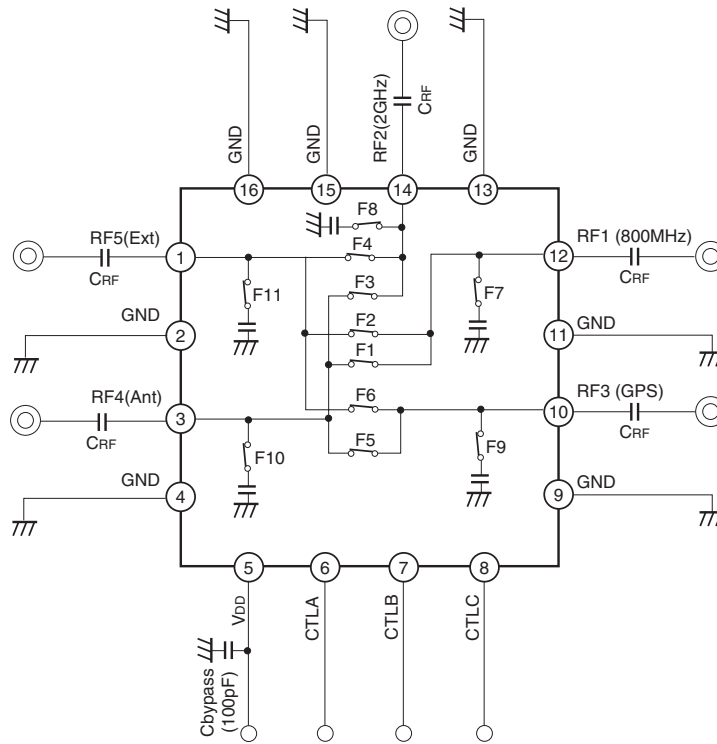 GND
GND
RF2(2GHz)
CRF
GND
16
15
14
13
F8
RF5(Ext)
CRF
1
F4
12
RF1 (800MHz)
CRF
F3
F11
F7
GND
2
F2
11
GND
F1
RF4(Ant)
CRF
3
F6
10
RF3 (GPS)
CRF
F5
F10
F9
GND
4
9
GND
5
6
7
8
VDD
CTLA
CTLB
CTLC
Cbypass
(100pF)